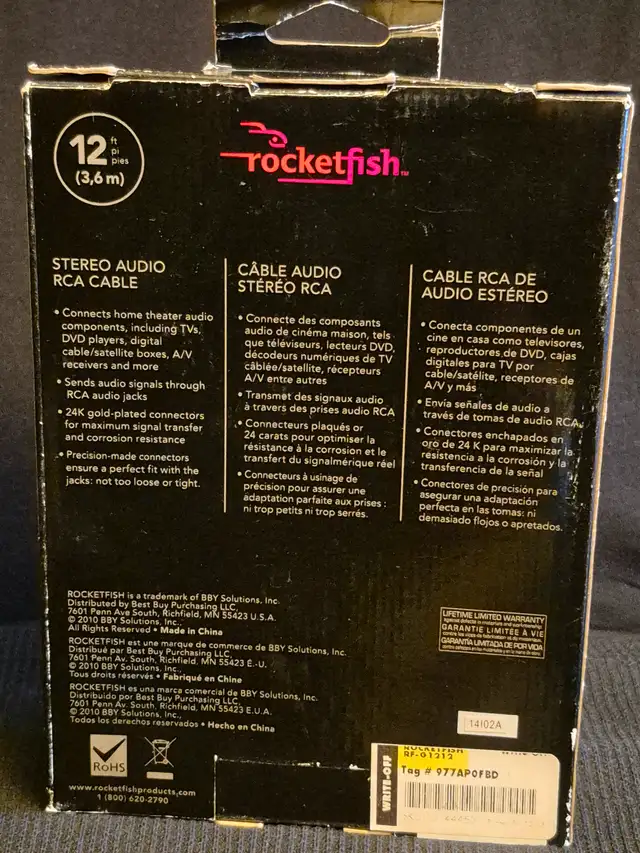 12 ft
pi
pies
(3,6 m)
rocketfish™
STEREO AUDIO
RCA CABLE
• Connects home theater audio
components, including TVs,
DVD players, digital
cable/satellite boxes, A/V
receivers and more
• Sends audio signals through
RCA audio jacks
• 24K gold-plated connectors
for maximum signal transfer
and corrosion resistance
• Precision-made connectors
ensure a perfect fit with the
jacks: not too loose or tight.
CÂBLE AUDIO
STÉRÉO RCA
• Connecte des composants
audio de cinéma maison, tels
que téléviseurs, lecteurs DVD,
décodeurs numériques de TV
câblée/satellite, récepteurs
A/V entre autres
• Transmet des signaux audio
à travers des prises audio RCA
• Connecteurs plaqués or
24 carats pour optimiser la
résistance à la corrosion et le
transfert du signalmérique réel
• Connecteurs à usinage de
précision pour assurer une
adaptation parfaite aux prises :
ni trop petits ni trop serrés.
CABLE RCA DE
AUDIO ESTÉREO
• Conecta componentes de un
cine en casa como televisores,
reproductores de DVD, cajas
digitales para TV por
cable/satélite, receptores de
A/V y más
• Envía señales de audio a
través de tomas de audio RCA.
• Conectores enchapados en
oro de 24 K para maximizar la
resistencia a la corrosión y la
transferencia de la señal
• Conectores de precisión para
asegurar una adaptación
perfecta en las tomas: ni
demasiado flojos o apretados.
ROCKETFISH is a trademark of BBY Solutions, Inc.
Distributed by Best Buy Purchasing LLC,
7601 Penn Ave South, Richfield, MN 55423 U.S.A.
© 2010 BBY Solutions, Inc.,
All Rights Reserved • Made in China
ROCKETFISH est une marque de commerce de BBY Solutions, Inc.
Distribué par Best Buy Purchasing LLC,
7601 Penn Av. South, Richfield, MN 55423 É.-U.
© 2010 BBY Solutions, Inc.,
Tous droits réservés • Fabriqué en China
ROCKETFISH es una marca comercial de BBY Solutions, Inc.
Distribuido por Best Buy Purchasing LLC,
7601 Penn Av. South, Richfield, MN 55423 E.U.A.
© 2010 BBY Solutions, Inc.,
Todos los derechos reservados • Hecho en China
LIFETIME LIMITED WARRANTY
GARANTIE LIMITÉE À VIE
GARANTÍA LIMITADA DE POR VIDA
14I02A
RoHS
www.rocketfishproducts.com
1 (800) 620-2790
WRITE-OFF
ROCKETFISH
RF-G1212
Tag # 977AP0FBD